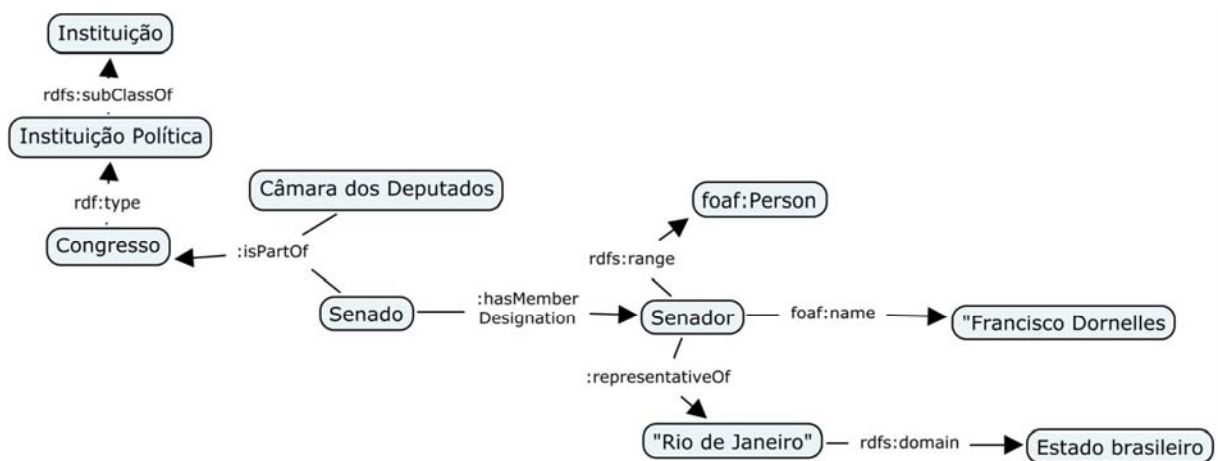 Instituição
rdfs:subClassOf
Instituição Política
rdf:type
Congresso
Câmara dos Deputados
:isPartOf
Senado
:hasMember
Designation
foaf:Person
rdfs:range
Senador
foaf:name
"Francisco Dornelles
:representativeOf
"Rio de Janeiro"
rdfs:domain
Estado brasileiro